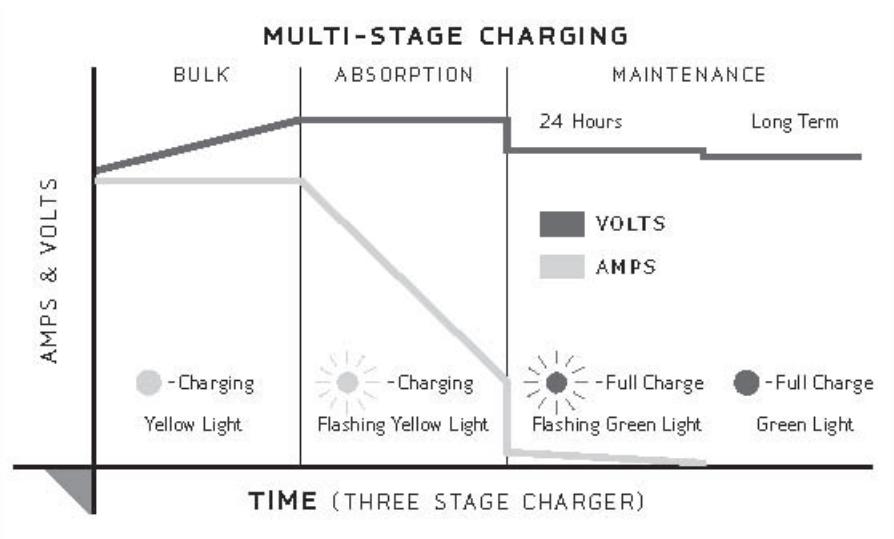 MULTI-STAGE CHARGING
BULK ABSORPTION MAINTENANCE
24 Hours Long Term
AMPS & VOLTS
VOLTS
AMPS
-Charging -Charging -Full Charge -Full Charge
Yellow Light Flashing Yellow Light Flashing Green Light Green Light
TIME (THREE STAGE CHARGER)